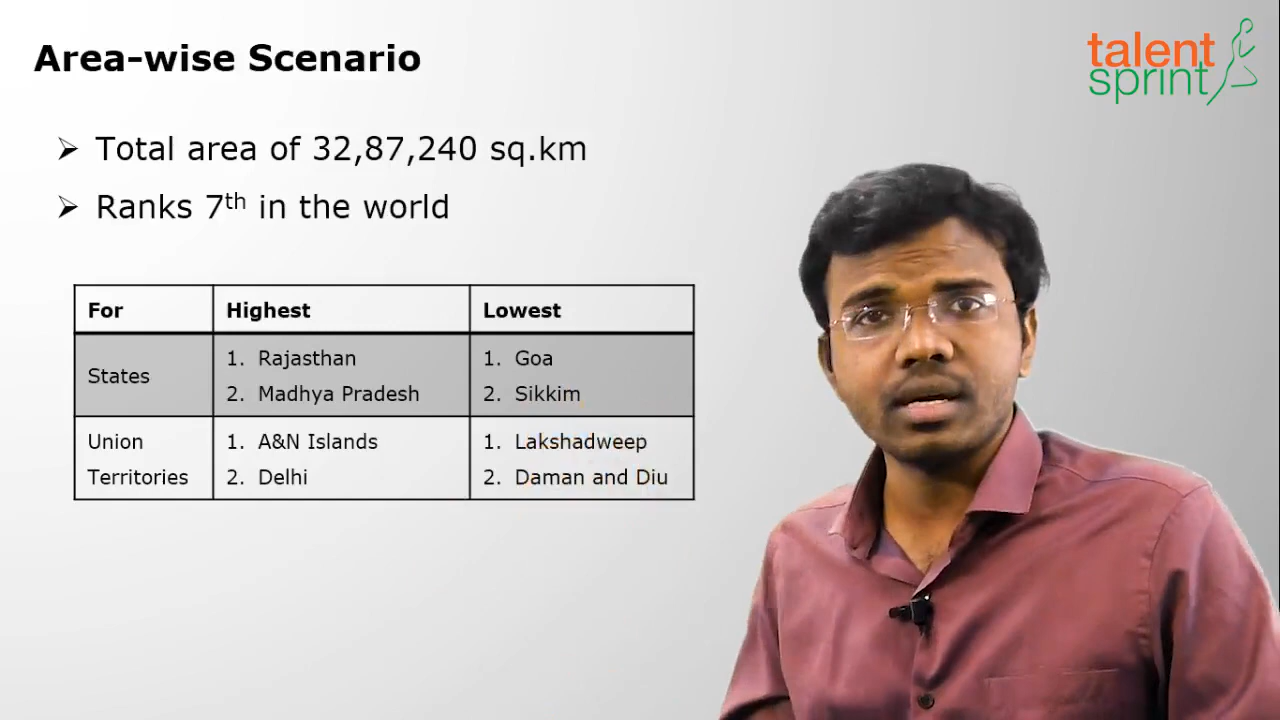 Area-wise Scenario
talent
sprint
➢ Total area of 32,87,240 sq.km
➢ Ranks 7th in the world
For Highest Lowest
States
1. Rajasthan
2. Madhya Pradesh
1. Goa
2. Sikkim
Union
Territories
1. A&N Islands
2. Delhi
1. Lakshadweep
2. Daman and Diu